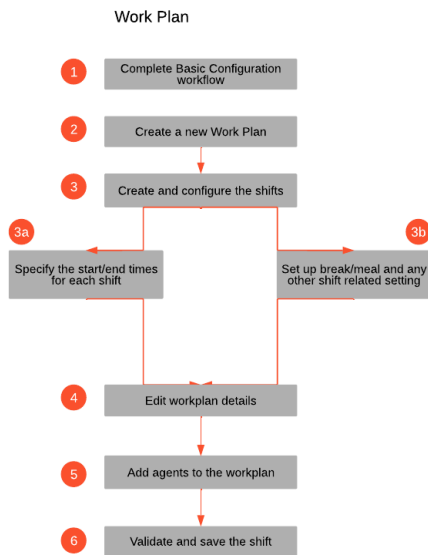 Work Plan
1
Complete Basic Configuration
workflow
2
Create a new Work Plan
3
Create and configure the shifts
3a
3b
Specify the start/end times
for each shift
Set up break/meal and any
other shift related setting
4
Edit workplan details
5
Add agents to the workplan
6
Validate and save the shift